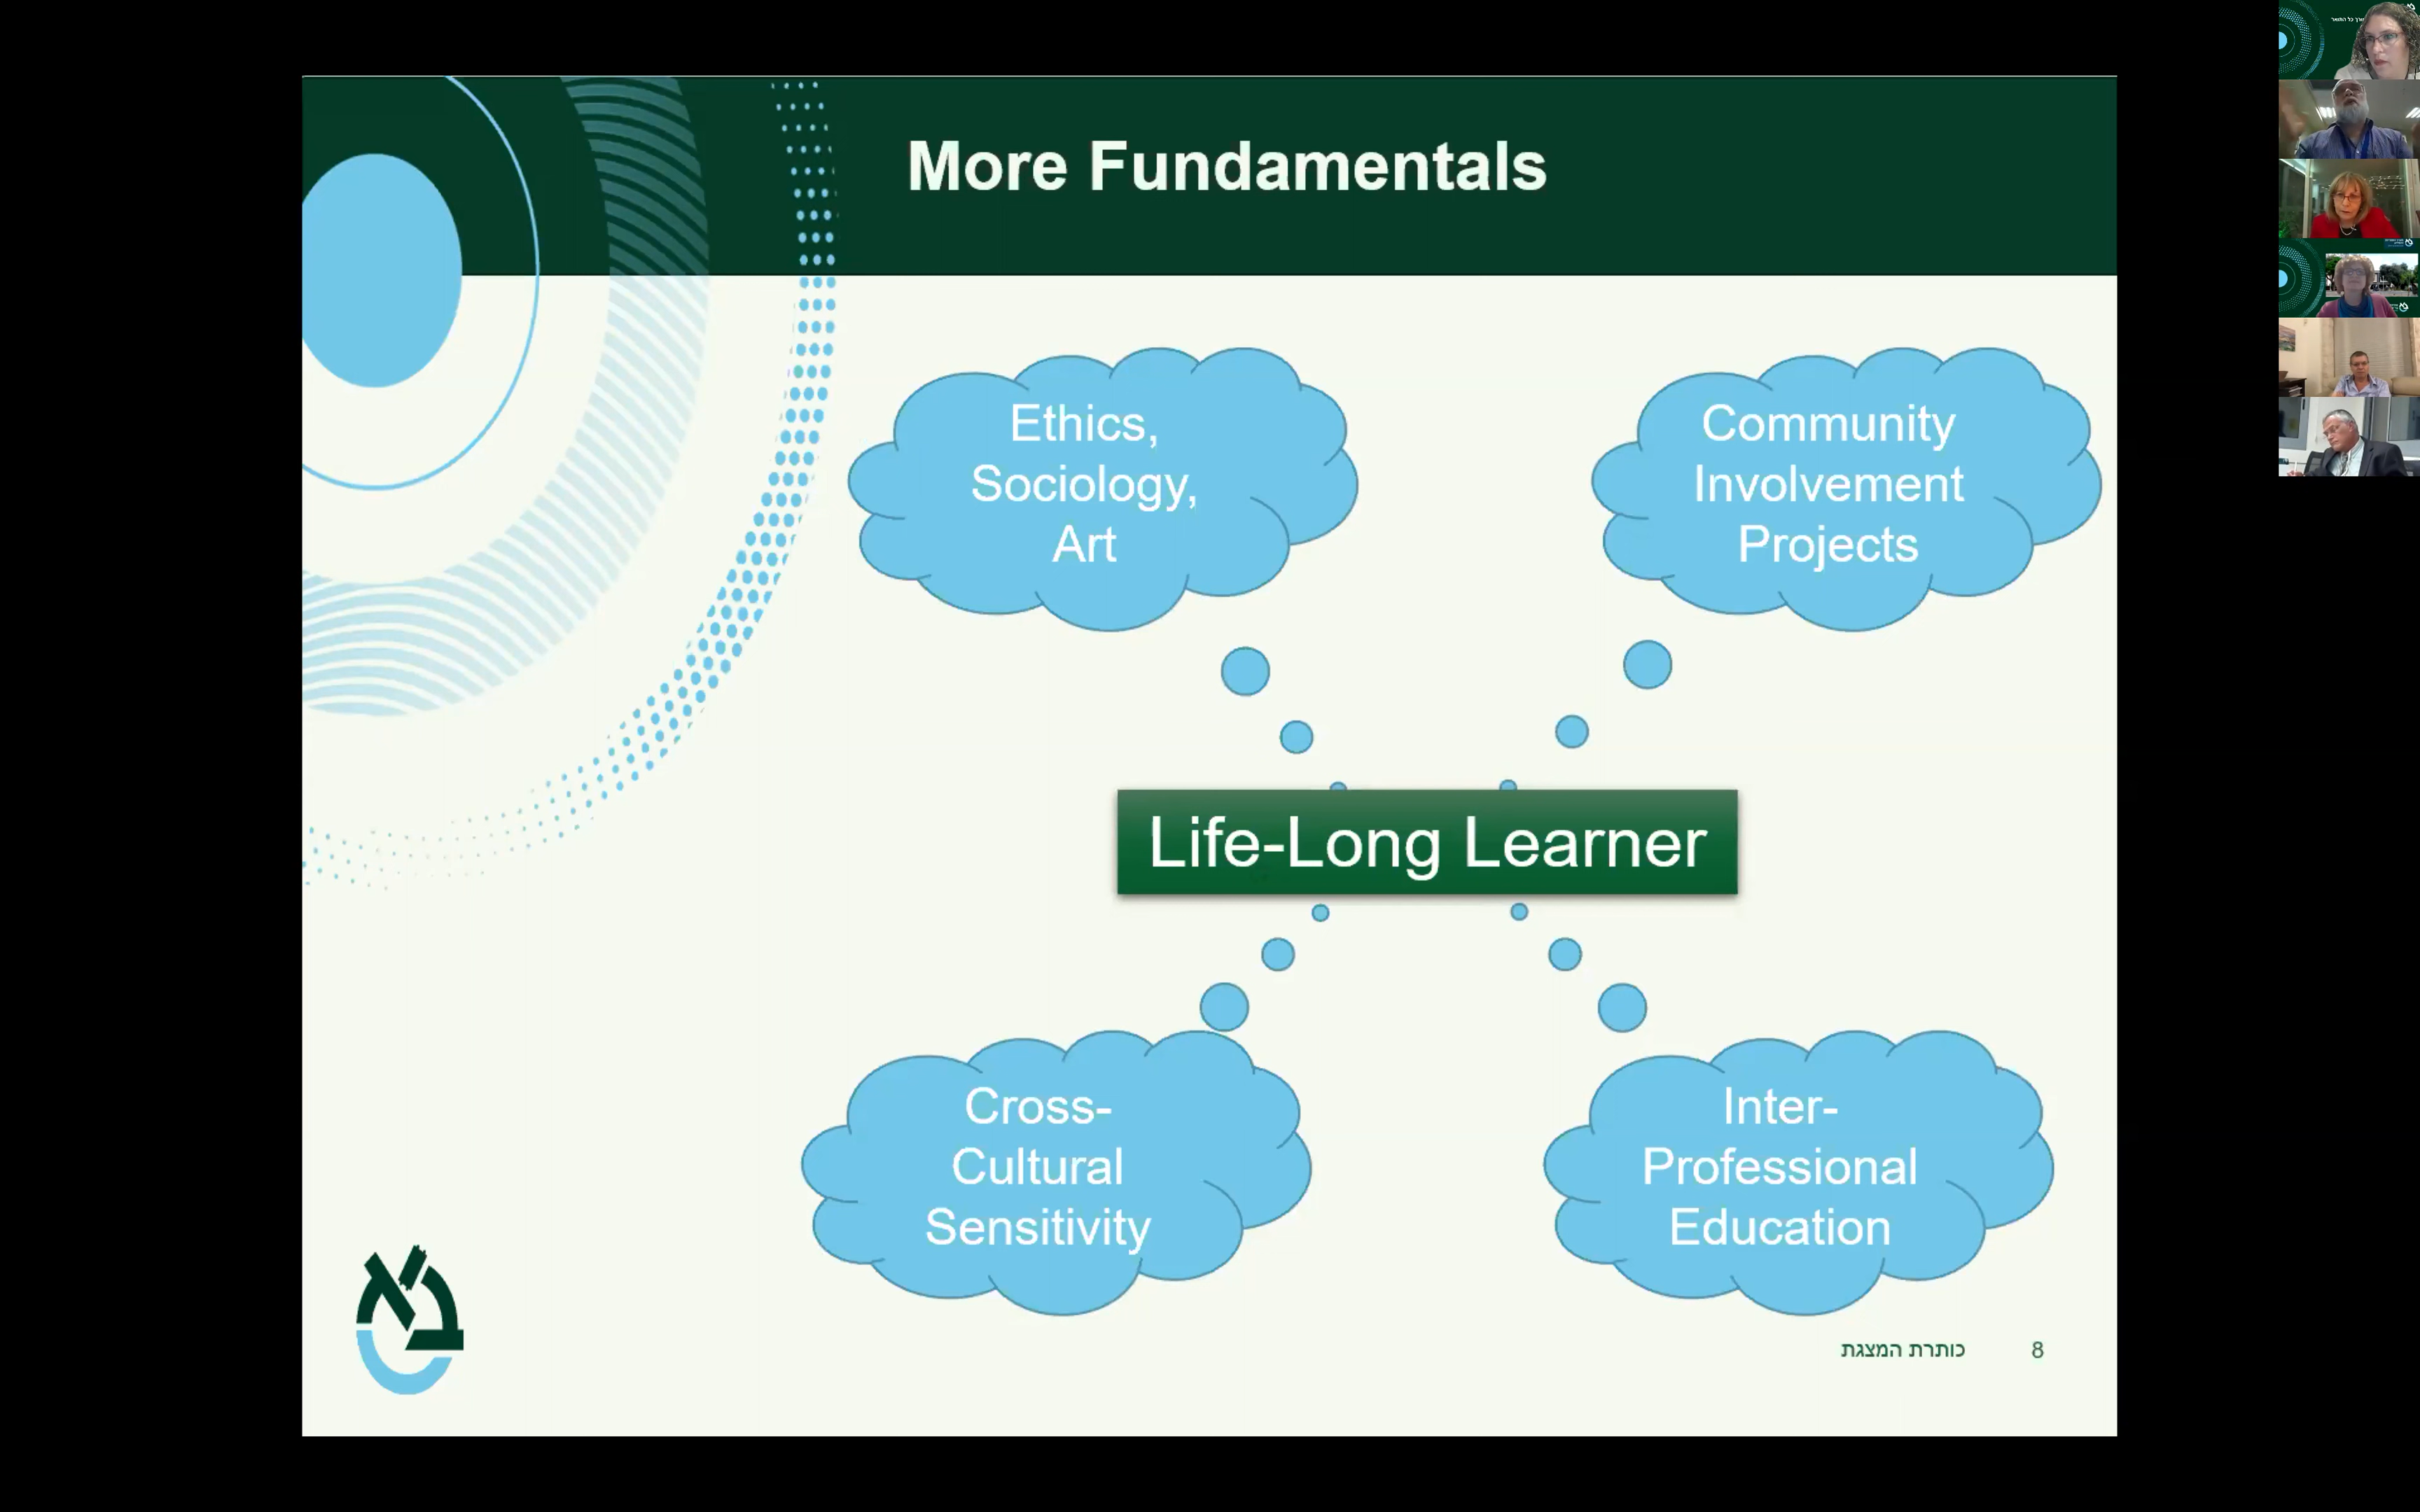 More Fundamentals
Ethics,
Sociology,
Art
Community
Involvement
Projects
Life-Long Learner
Cross-
Cultural
Sensitivity
Inter-
Professional
Education
כותרת המצגת
8